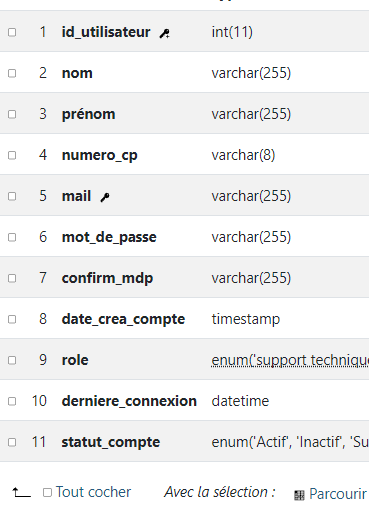 1 id_utilisateur int(11)
2 nom varchar(255)
3 prénom varchar(255)
4 numero_cp varchar(8)
5 mail varchar(255)
6 mot_de_passe varchar(255)
7 confirm_mdp varchar(255)
8 date_crea_compte timestamp
9 role enum('support technique
10 derniere_connexion datetime
11 statut_compte enum('Actif', 'Inactif', 'Su
Tout cocher Avec la sélection : Parcourir